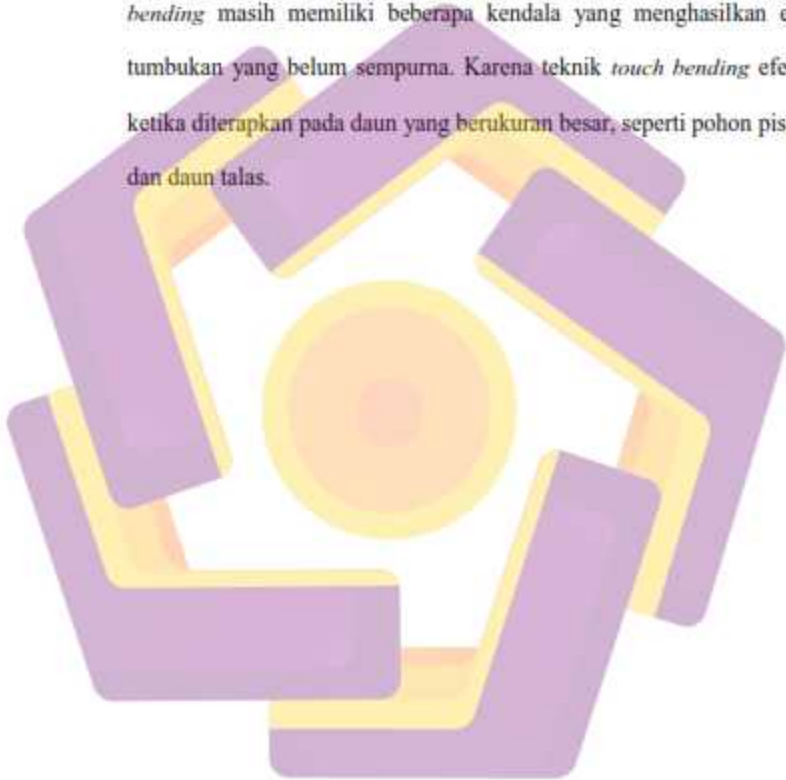 bending masih memiliki beberapa kendala yang menghasilkan
tumbukan yang belum sempurna. Karena teknik touch bending
ketika diterapkan pada daun yang berukuran besar, seperti pohon
dan daun talas.